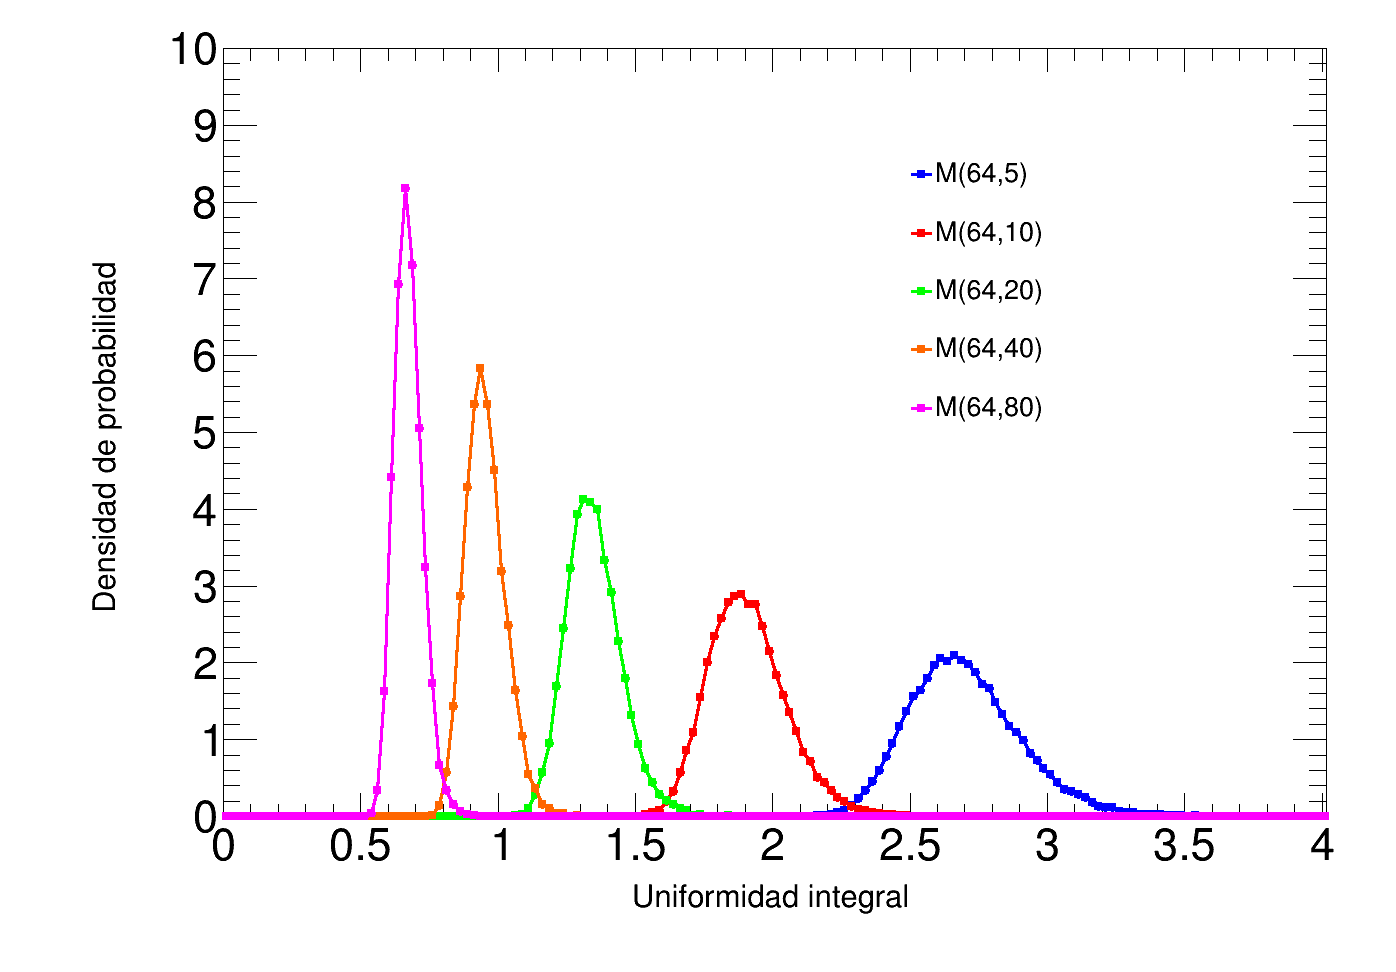 10
9
8
7
6
5
4
3
2
1
0
0 0.5 1 1.5 2 2.5 3 3.5 4
Densidad de probabilidad
Uniformidad integral
M(64,5)
M(64,10)
M(64,20)
M(64,40)
M(64,80)